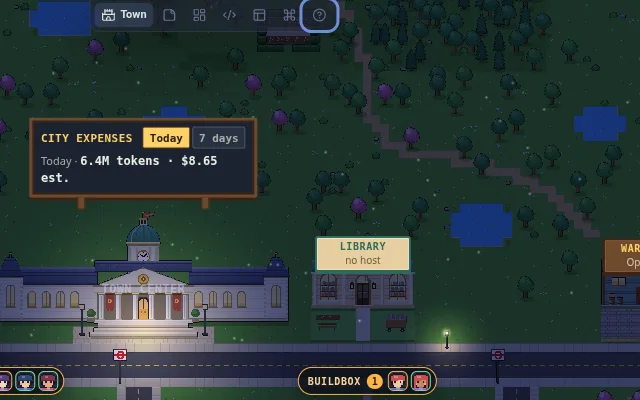 Town
CITY EXPENSES Today 7 days
Today · 6.4M tokens · $8.65
est.
LIBRARY
no host
WAR
Op
TOWN CENTER
BUILDBOX 1